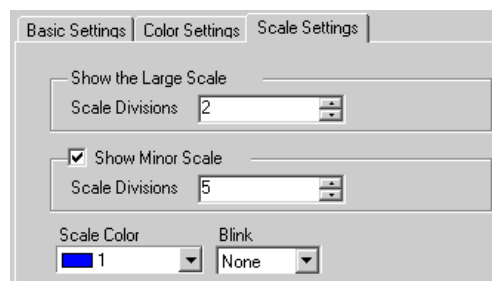 Basic Settings Color Settings Scale Settings
Show the Large Scale
Scale Divisions 2
Show Minor Scale
Scale Divisions 5
Scale Color Blink
1 None